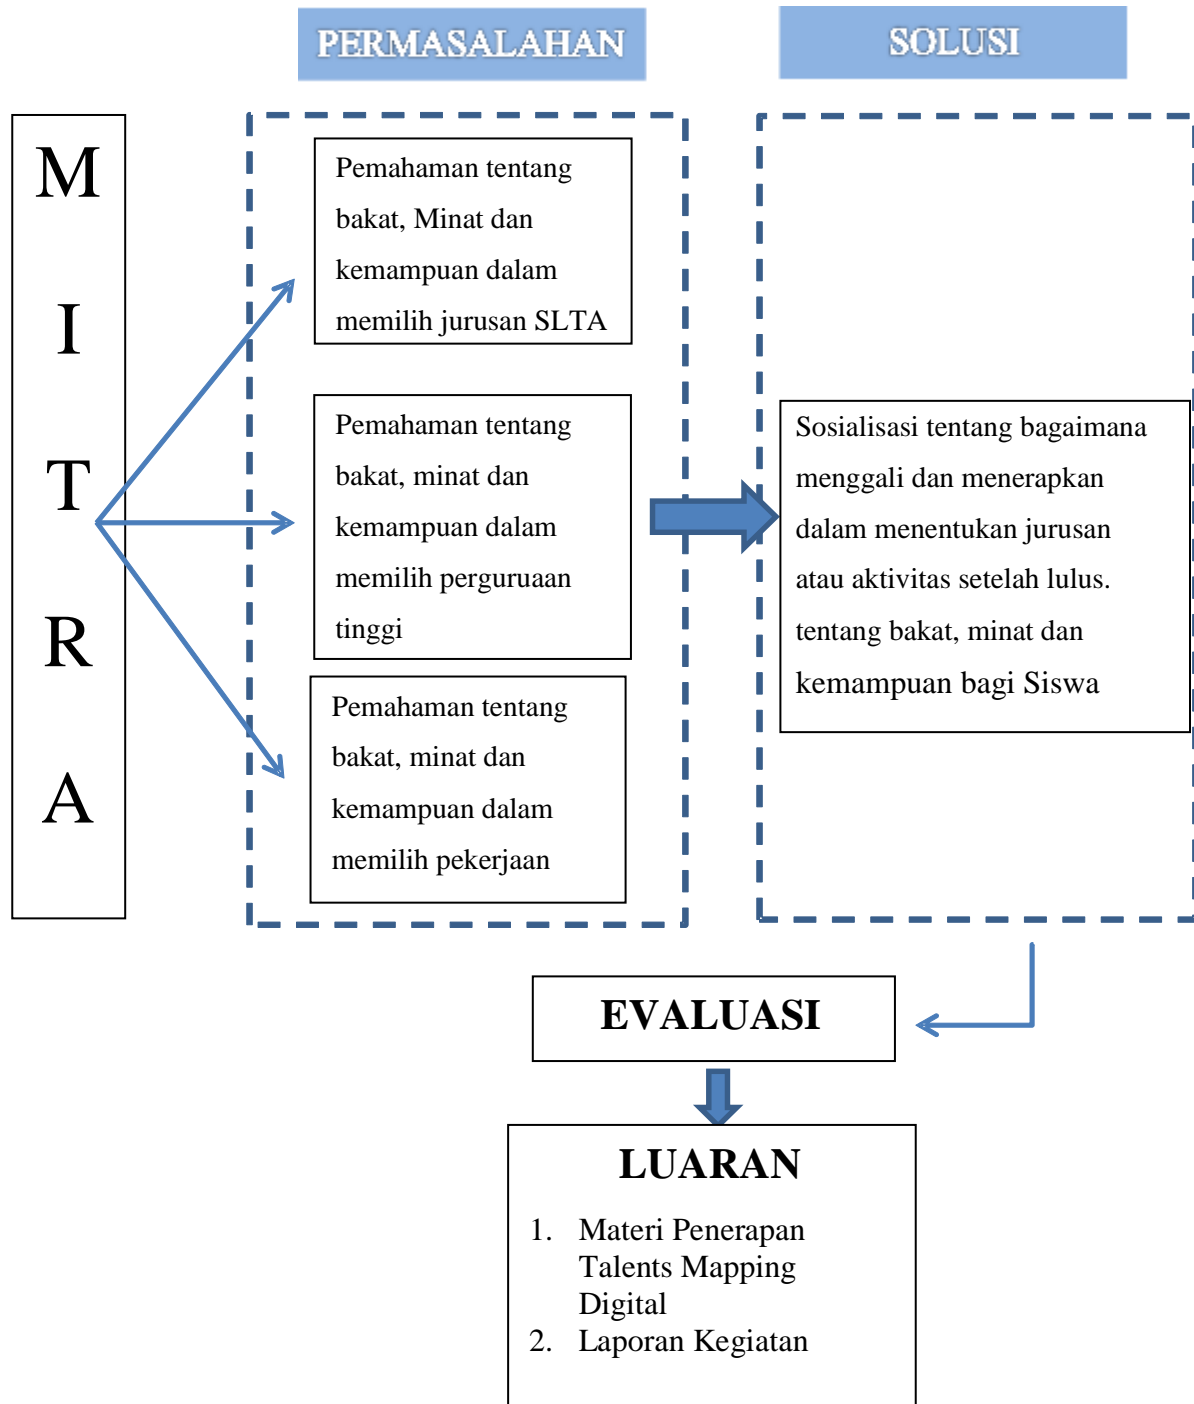 PERMASALAHAN
SOLUSI
M
I
T
R
A
Pemahaman tentang
bakat, Minat dan
kemampuan dalam
memilih jurusan SLTA
Pemahaman tentang
bakat, minat dan
kemampuan dalam
memilih perguruaan
tinggi
Pemahaman tentang
bakat, minat dan
kemampuan dalam
memilih pekerjaan
Sosialisasi tentang bagaimana
menggali dan menerapkan
dalam menentukan jurusan
atau aktivitas setelah lulus.
tentang bakat, minat dan
kemampuan bagi Siswa
EVALUASI
LUARAN
1. Materi Penerapan
Talents Mapping
Digital
2. Laporan Kegiatan